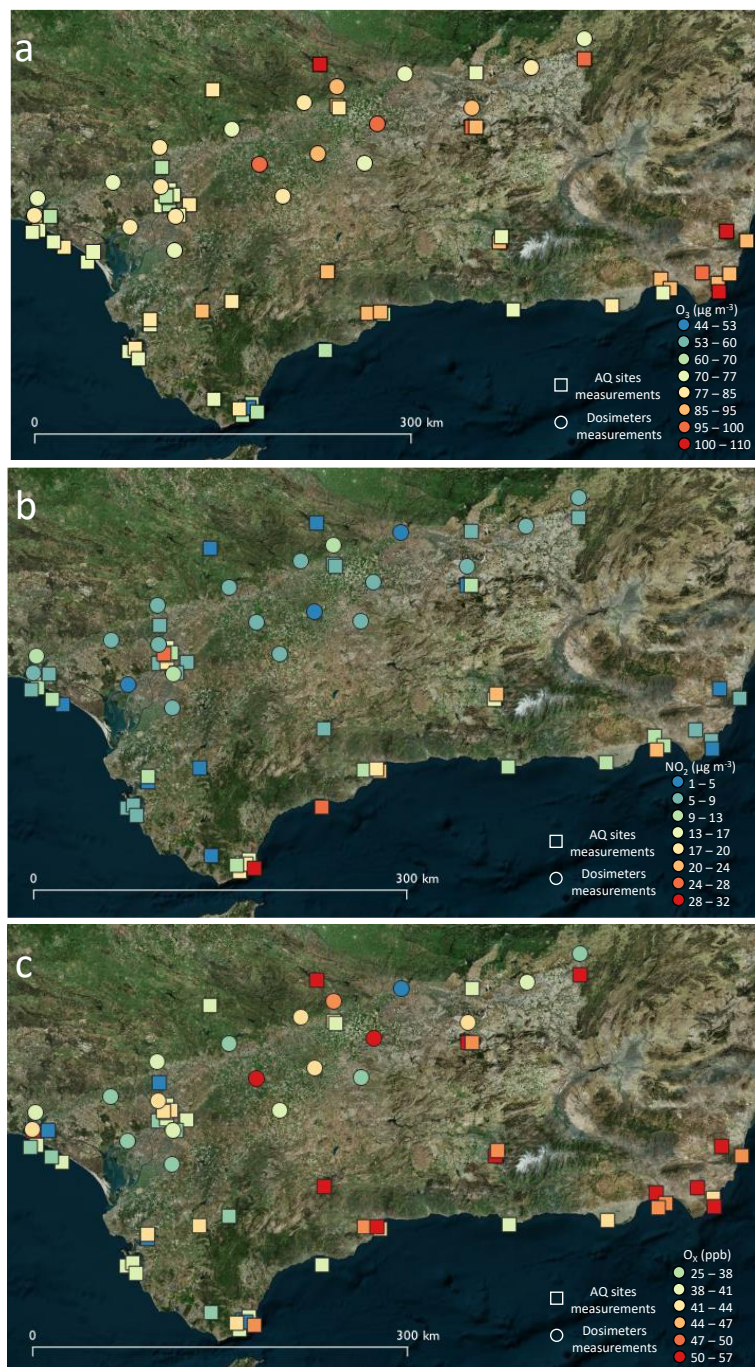 a
O₃ (µg m⁻³)
44 – 53
53 – 60
60 – 70
70 – 77
77 – 85
85 – 95
95 – 100
100 – 110
AQ sites
measurements
Dosimeters
measurements
0
300 km
b
NO₂ (µg m⁻³)
1 – 5
5 – 9
9 – 13
13 – 17
17 – 20
20 – 24
24 – 28
28 – 32
AQ sites
measurements
Dosimeters
measurements
0
300 km
c
Oₓ (ppb)
25 – 38
38 – 41
41 – 44
44 – 47
47 – 50
50 – 57
AQ sites
measurements
Dosimeters
measurements
0
300 km